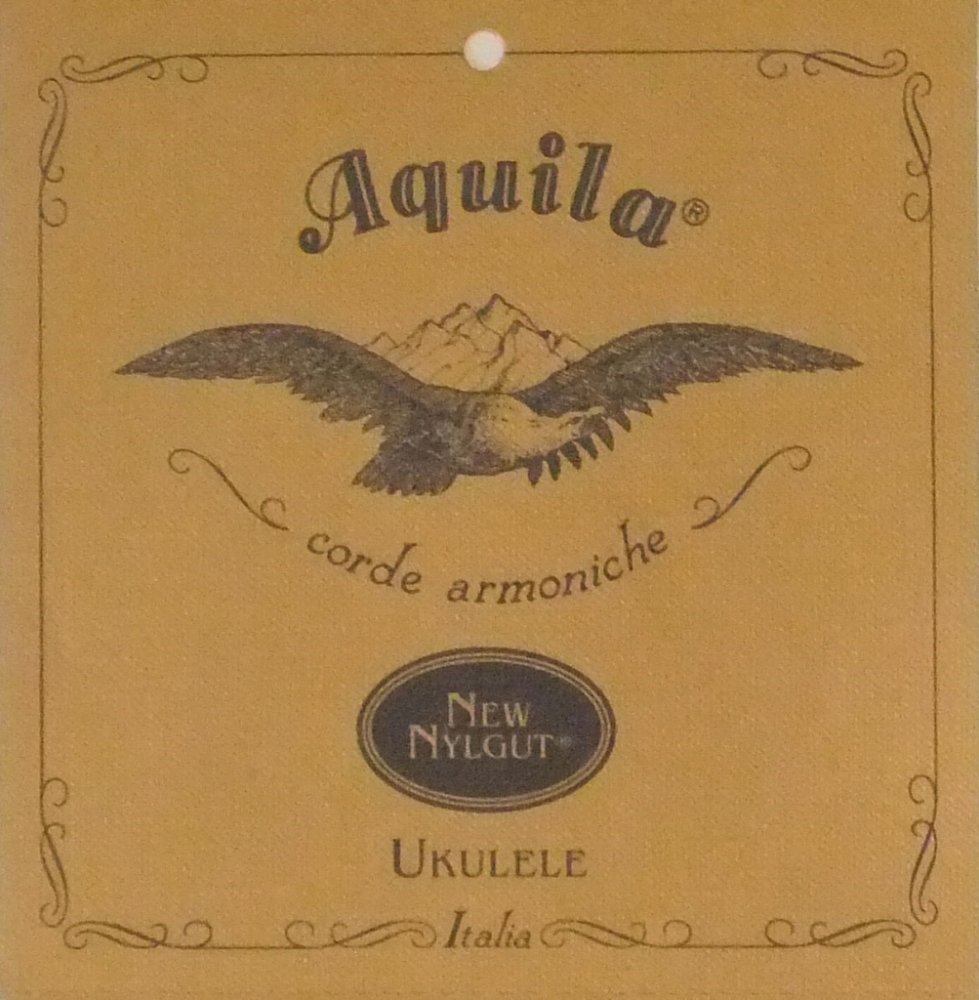 Aquila®
corde armoniche
NEW
NYLGUT®
UKULELE
Italia